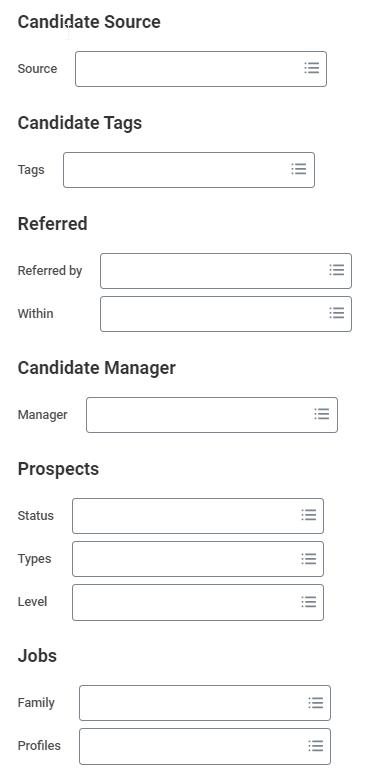 Candidate Source
Source
Candidate Tags
Tags
Referred
Referred by
Within
Candidate Manager
Manager
Prospects
Status
Types
Level
Jobs
Family
Profiles